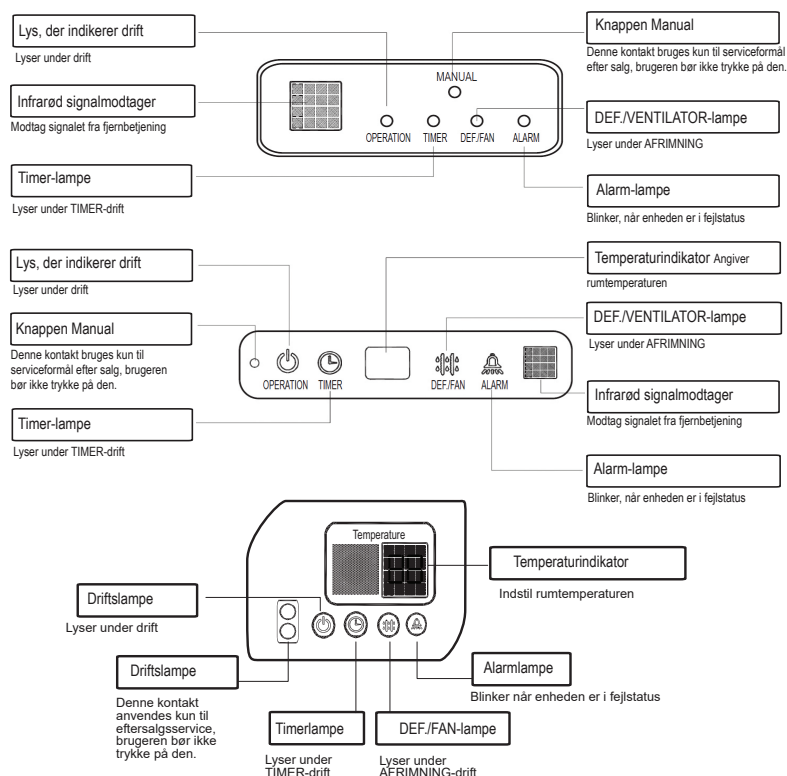 Lys, der indikerer drift
Lyser under drift
Infrarød signalmodtager
Modtag signalet fra fjernbetjening
Timer-lampe
Lyser under TIMER-drift
MANUAL
OPERATION TIMER DEF./FAN ALARM
Knappen Manual
Denne kontakt bruges kun til serviceformål
efter salg, brugeren bør ikke trykke på den.
DEF./VENTILATOR-lampe
Lyser under AFRIMNING
Alarm-lampe
Blinker, når enheden er i fejlstatus
Lys, der indikerer drift
Lyser under drift
Knappen Manual
Denne kontakt bruges kun til
serviceformål efter salg, brugeren
bør ikke trykke på den.
Timer-lampe
Lyser under TIMER-drift
OPERATION TIMER DEF./FAN ALARM
Temperaturindikator Angiver
rumtemperaturen
DEF./VENTILATOR-lampe
Lyser under AFRIMNING
Infrarød signalmodtager
Modtag signalet fra fjernbetjening
Alarm-lampe
Blinker, når enheden er i fejlstatus
Temperature
Temperaturindikator
Indstil rumtemperaturen
Driftslampe
Lyser under drift
Driftslampe
Denne kontakt
anvendes kun til
eftersalgsservice,
brugeren bør ikke
trykke på den.
Timerlampe
Lyser under
TIMER-drift
DEF./FAN-lampe
Lyser under
AFRIMNING-drift
Alarmlampe
Blinker når enheden er i fejlstatus